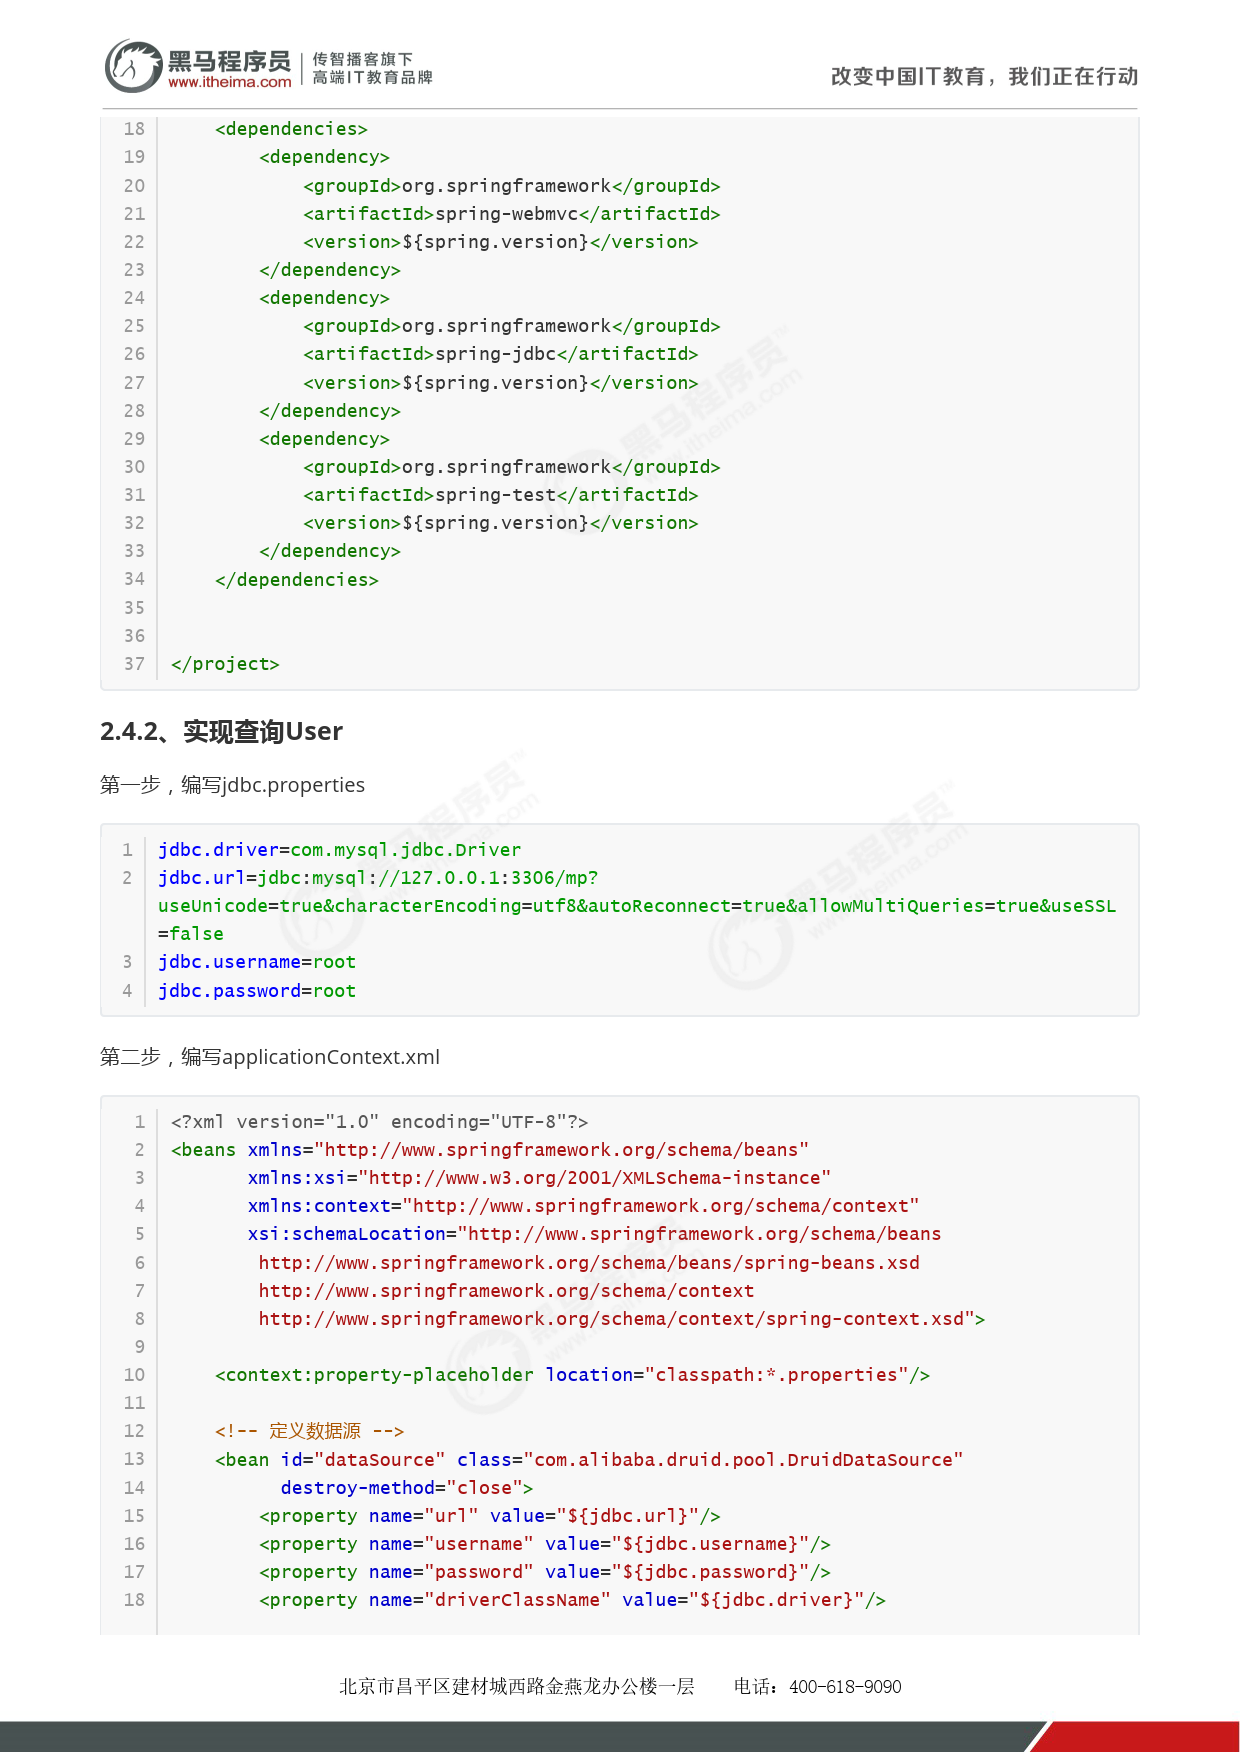 黑马程序员
www.itheima.com
传智播客旗下
高端IT教育品牌
改变中国IT教育，我们正在行动
18     <dependencies>
19         <dependency>
20             <groupId>org.springframework</groupId>
21             <artifactId>spring-webmvc</artifactId>
22             <version>${spring.version}</version>
23         </dependency>
24         <dependency>
25             <groupId>org.springframework</groupId>
26             <artifactId>spring-jdbc</artifactId>
27             <version>${spring.version}</version>
28         </dependency>
29         <dependency>
30             <groupId>org.springframework</groupId>
31             <artifactId>spring-test</artifactId>
32             <version>${spring.version}</version>
33         </dependency>
34     </dependencies>
35
36
37 </project>
2.4.2、实现查询User
第一步，编写jdbc.properties
1 jdbc.driver=com.mysql.jdbc.Driver
2 jdbc.url=jdbc:mysql://127.0.0.1:3306/mp?
useUnicode=true&characterEncoding=utf8&autoReconnect=true&allowMultiQueries=true&useSSL
=false
3 jdbc.username=root
4 jdbc.password=root
第二步，编写applicationContext.xml
1 <?xml version="1.0" encoding="UTF-8"?>
2 <beans xmlns="http://www.springframework.org/schema/beans"
3        xmlns:xsi="http://www.w3.org/2001/XMLSchema-instance"
4        xmlns:context="http://www.springframework.org/schema/context"
5        xsi:schemaLocation="http://www.springframework.org/schema/beans
6         http://www.springframework.org/schema/beans/spring-beans.xsd
7         http://www.springframework.org/schema/context
8         http://www.springframework.org/schema/context/spring-context.xsd">
9
10     <context:property-placeholder location="classpath:*.properties"/>
11
12     <!-- 定义数据源 -->
13     <bean id="dataSource" class="com.alibaba.druid.pool.DruidDataSource"
14           destroy-method="close">
15         <property name="url" value="${jdbc.url}"/>
16         <property name="username" value="${jdbc.username}"/>
17         <property name="password" value="${jdbc.password}"/>
18         <property name="driverClassName" value="${jdbc.driver}"/>
北京市昌平区建材城西路金燕龙办公楼一层 电话：400-618-9090